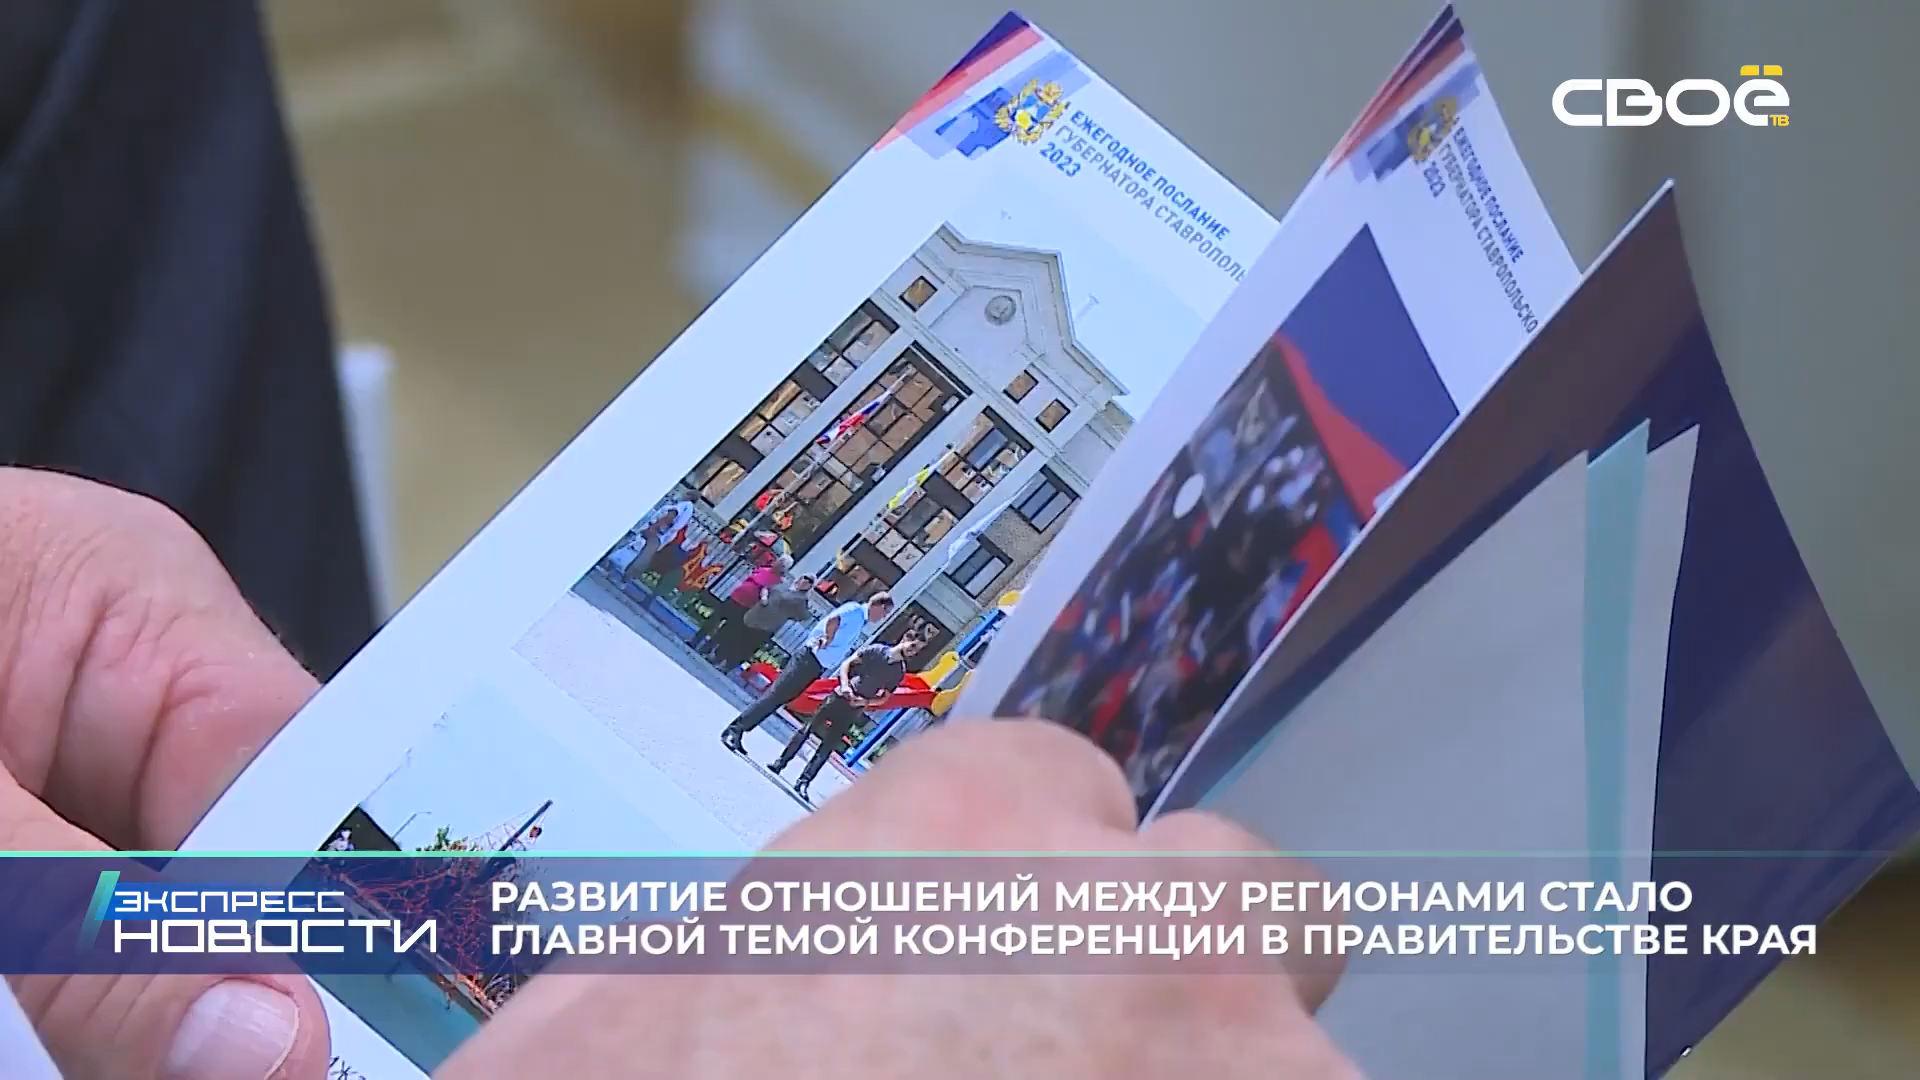 СВОЁ
ТВ
ЕЖЕГОДНОЕ ПОСЛАНИЕ
ГУБЕРНАТОРА СТАВРОПОЛЬ
2023
ЕЖЕГОДНОЕ ПОСЛАНИЕ
ГУБЕРНАТОРА СТАВРОПОЛЬСКО
2023
ЭКСПРЕСС
НОВОСТИ
РАЗВИТИЕ ОТНОШЕНИЙ МЕЖДУ РЕГИОНАМИ СТАЛО
ГЛАВНОЙ ТЕМОЙ КОНФЕРЕНЦИИ В ПРАВИТЕЛЬСТВЕ КРАЯ